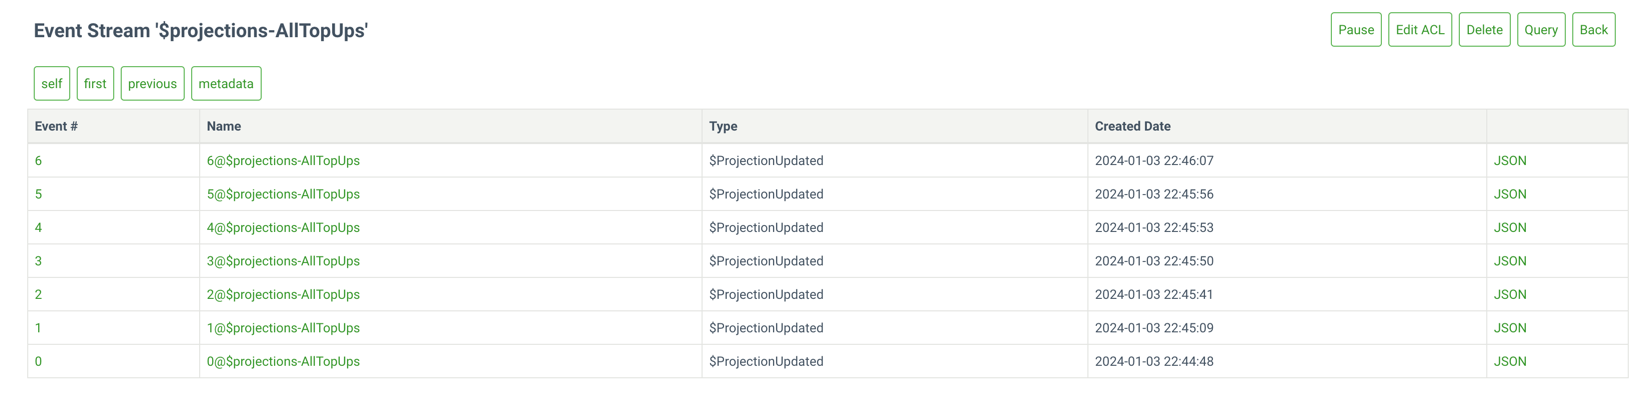 Event Stream '$projections-AllTopUps'
Pause Edit ACL Delete Query Back
self first previous metadata
Event # Name Type Created Date
6 6@$projections-AllTopUps $ProjectionUpdated 2024-01-03 22:46:07 JSON
5 5@$projections-AllTopUps $ProjectionUpdated 2024-01-03 22:45:56 JSON
4 4@$projections-AllTopUps $ProjectionUpdated 2024-01-03 22:45:53 JSON
3 3@$projections-AllTopUps $ProjectionUpdated 2024-01-03 22:45:50 JSON
2 2@$projections-AllTopUps $ProjectionUpdated 2024-01-03 22:45:41 JSON
1 1@$projections-AllTopUps $ProjectionUpdated 2024-01-03 22:45:09 JSON
0 0@$projections-AllTopUps $ProjectionUpdated 2024-01-03 22:44:48 JSON